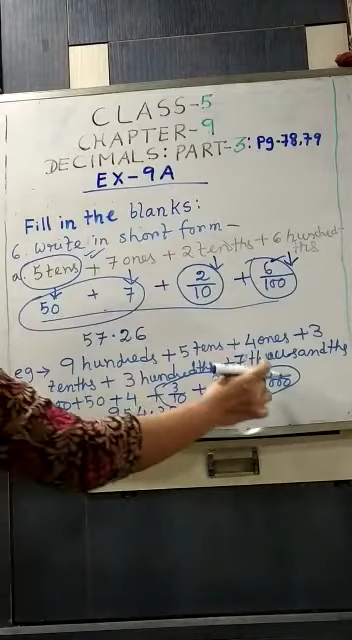 CLASS-5
CHAPTER-9
DECIMALS: PART-3: Pg-78,79
EX-9A
Fill in the blanks:
6. Write in short form-
a. 5 tens + 7 ones + 2 tenths + 6 hundredths
50 + 7 + 2/10 + 6/100
57.26
eg → 9 hundreds + 5 tens + 4 ones + 3
tenths + 3 hundredths + 7 thousandths
+50+4+ 3/10 +